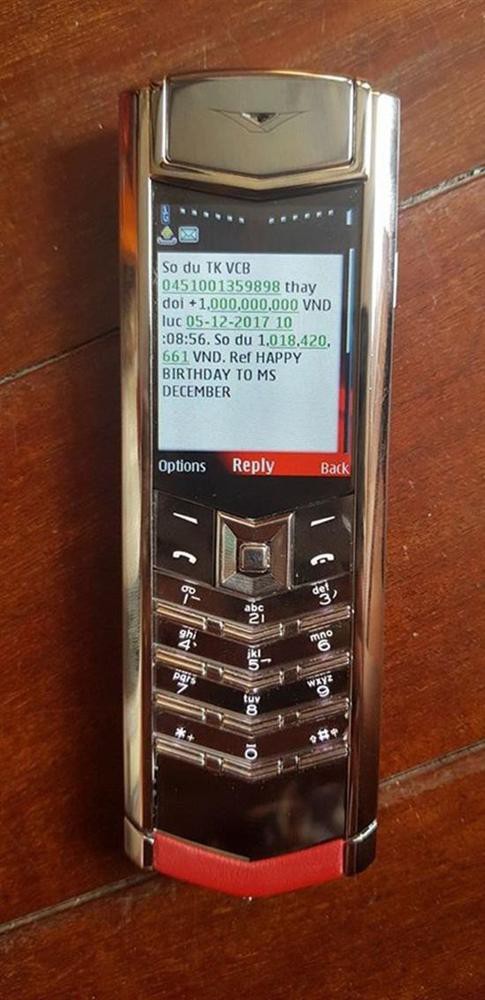 So du TK VCB
0451001359898 thay
doi +1,000,000,000 VND
luc 05-12-2017 10
:08:56. So du 1,018,420,
661 VND. Ref HAPPY
BIRTHDAY TO MS
DECEMBER
Options Reply Back
1 abc 2 def 3
ghi 4 jkl 5 mno 6
pqrs 7 tuv 8 wxyz 9
*+ 0 #